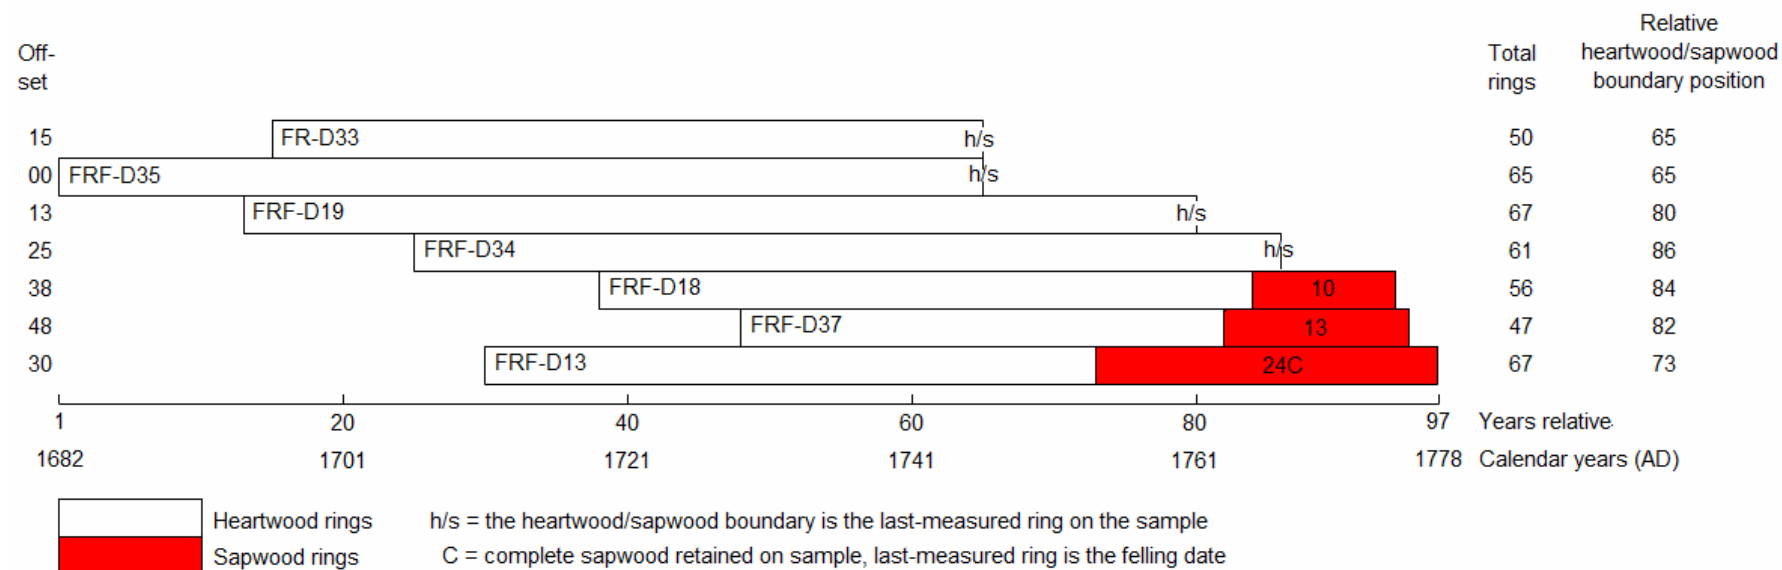 Off-
set
Total
rings
Relative
heartwood/sapwood
boundary position
15 FR-D33 h/s 50 65
00 FRF-D35 h/s 65 65
13 FRF-D19 h/s 67 80
25 FRF-D34 h/s 61 86
38 FRF-D18 10 56 84
48 FRF-D37 13 47 82
30 FRF-D13 24C 67 73
1 20 40 60 80 97 Years relative
1682 1701 1721 1741 1761 1778 Calendar years (AD)
Heartwood rings h/s = the heartwood/sapwood boundary is the last-measured ring on the sample
Sapwood rings C = complete sapwood retained on sample, last-measured ring is the felling date